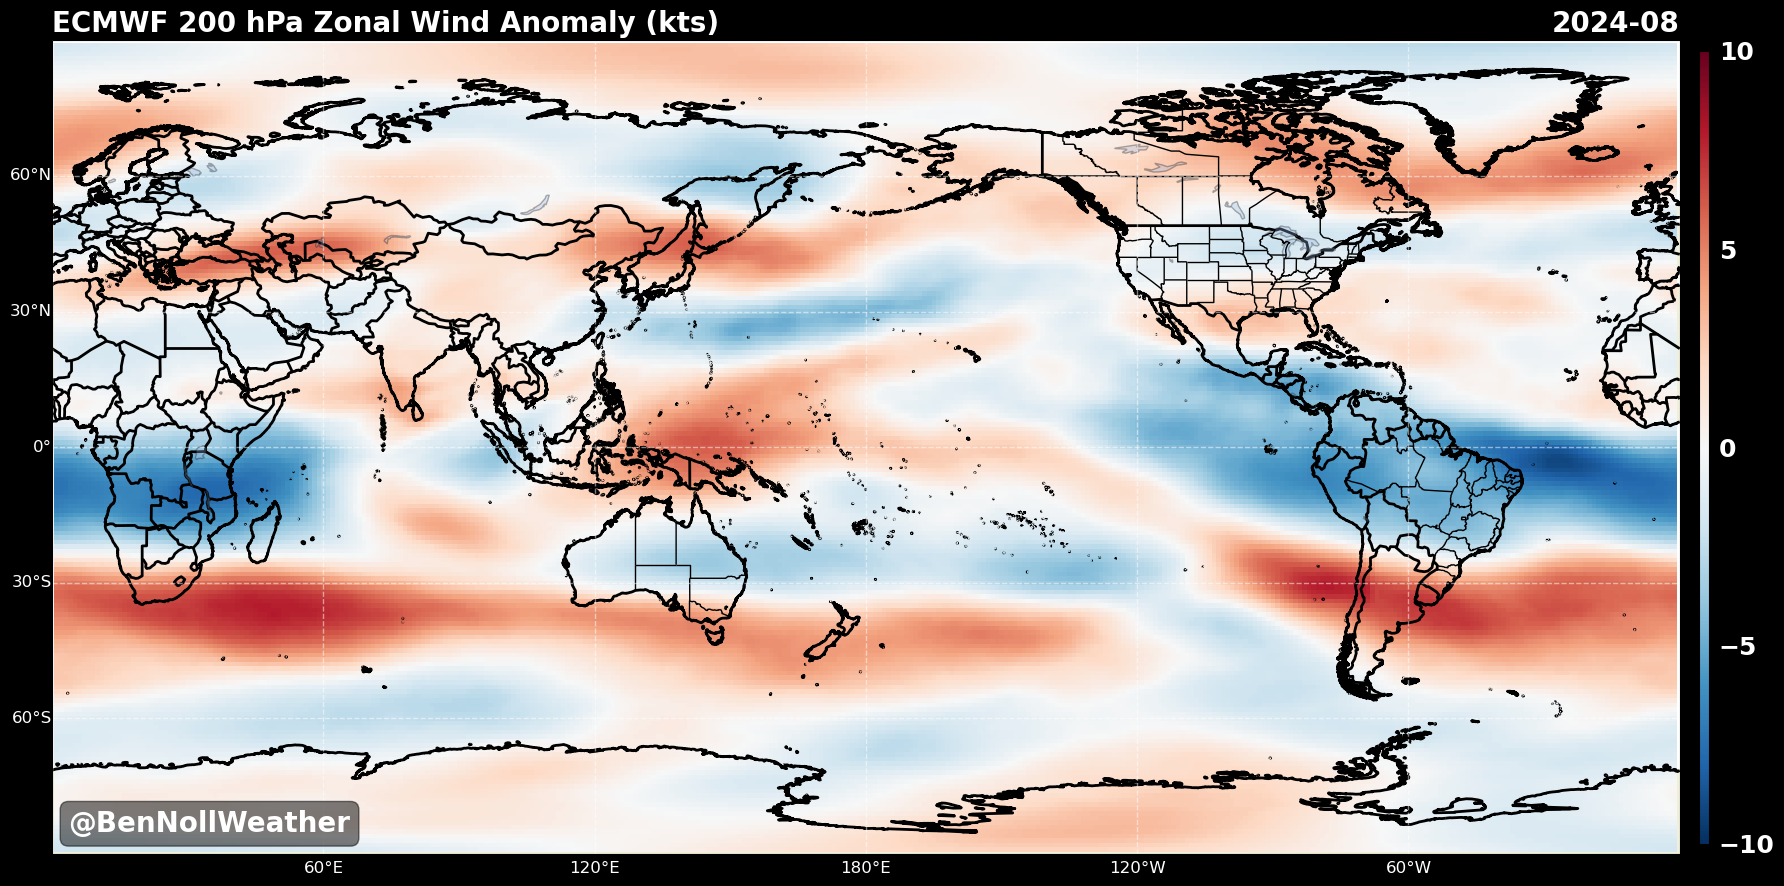 ECMWF 200 hPa Zonal Wind Anomaly (kts)
2024-08
10
5
0
−5
−10
60°N
30°N
0°
30°S
60°S
60°E
120°E
180°E
120°W
60°W
@BenNollWeather